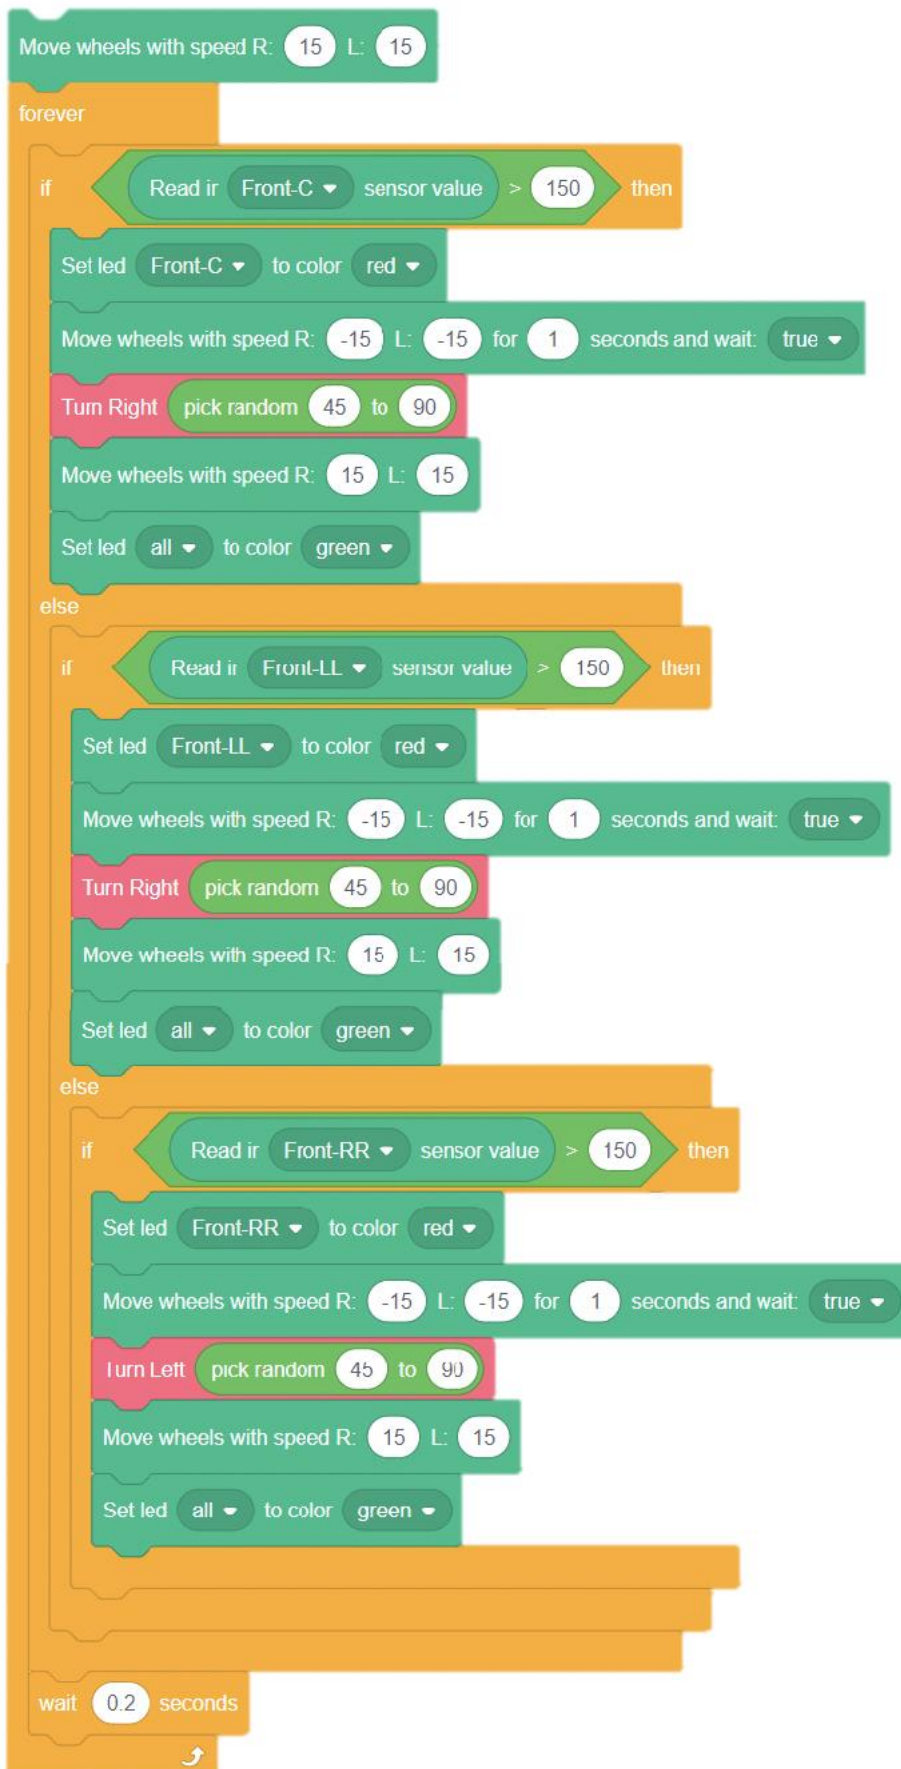 Move wheels with speed R: 15 L: 15
forever
if Read ir Front-C sensor value > 150 then
Set led Front-C to color red
Move wheels with speed R: -15 L: -15 for 1 seconds and wait: true
Turn Right pick random 45 to 90
Move wheels with speed R: 15 L: 15
Set led all to color green
else
if Read ir Front-LL sensor value > 150 then
Set led Front-LL to color red
Move wheels with speed R: -15 L: -15 for 1 seconds and wait: true
Turn Right pick random 45 to 90
Move wheels with speed R: 15 L: 15
Set led all to color green
else
if Read ir Front-RR sensor value > 150 then
Set led Front-RR to color red
Move wheels with speed R: -15 L: -15 for 1 seconds and wait: true
Turn Left pick random 45 to 90
Move wheels with speed R: 15 L: 15
Set led all to color green
wait 0.2 seconds